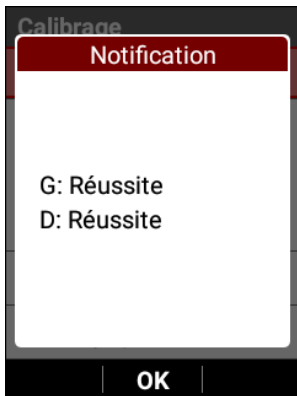 Calibrage
Notification
G: Réussite
D: Réussite
OK